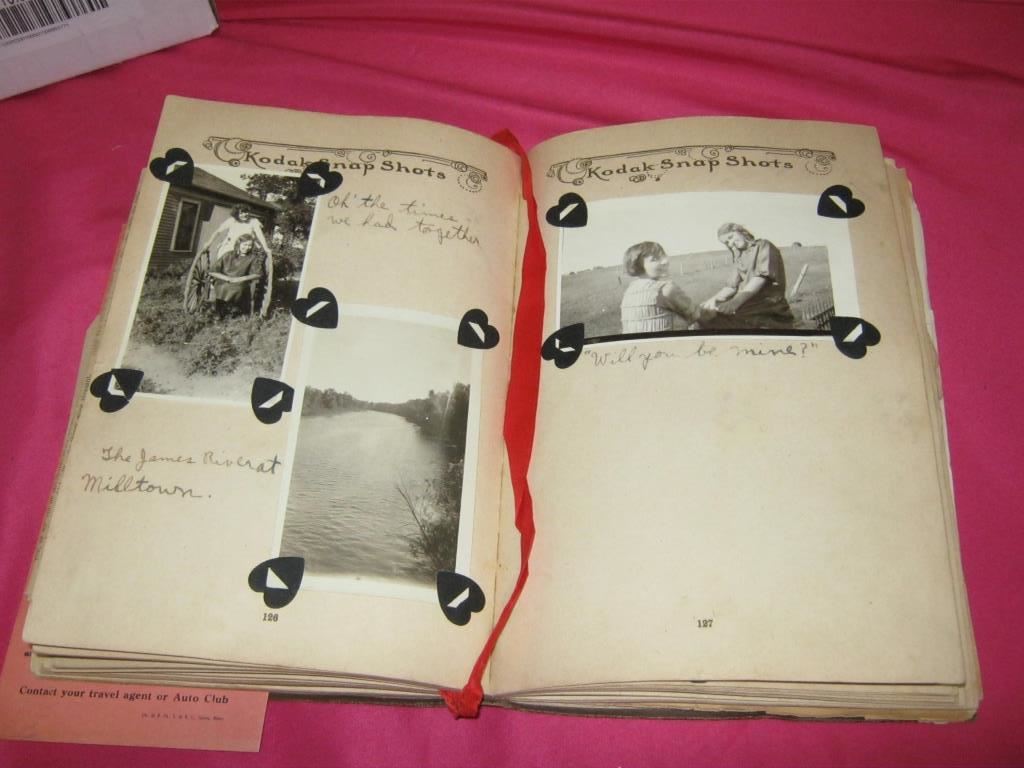 Kodak Snap Shots
Oh' the times
we had together
The James River at
Milltown.
126
Kodak Snap Shots
"Will you be mine?"
127
Contact your travel agent or Auto Club